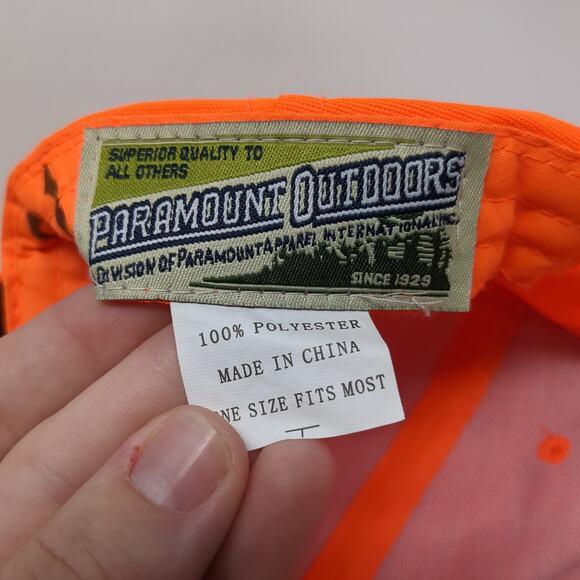 SUPERIOR QUALITY TO
ALL OTHERS
PARAMOUNT OUTDOORS
DIVISION OF PARAMOUNT APPAREL INTERNATIONAL INC.
SINCE 1929
100% POLYESTER
MADE IN CHINA
ONE SIZE FITS MOST